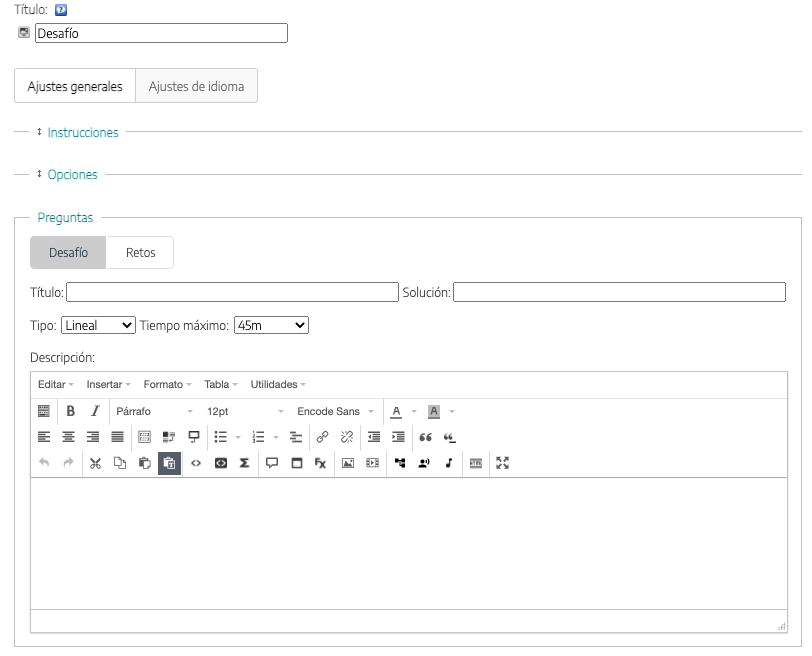 Título:
Desafío
Ajustes generales Ajustes de idioma
Instrucciones
Opciones
Preguntas
Desafío Retos
Título: Solución:
Tipo: Lineal Tiempo máximo: 45m
Descripción:
Editar Insertar Formato Tabla Utilidades
B I Párrafo 12pt Encode Sans A A